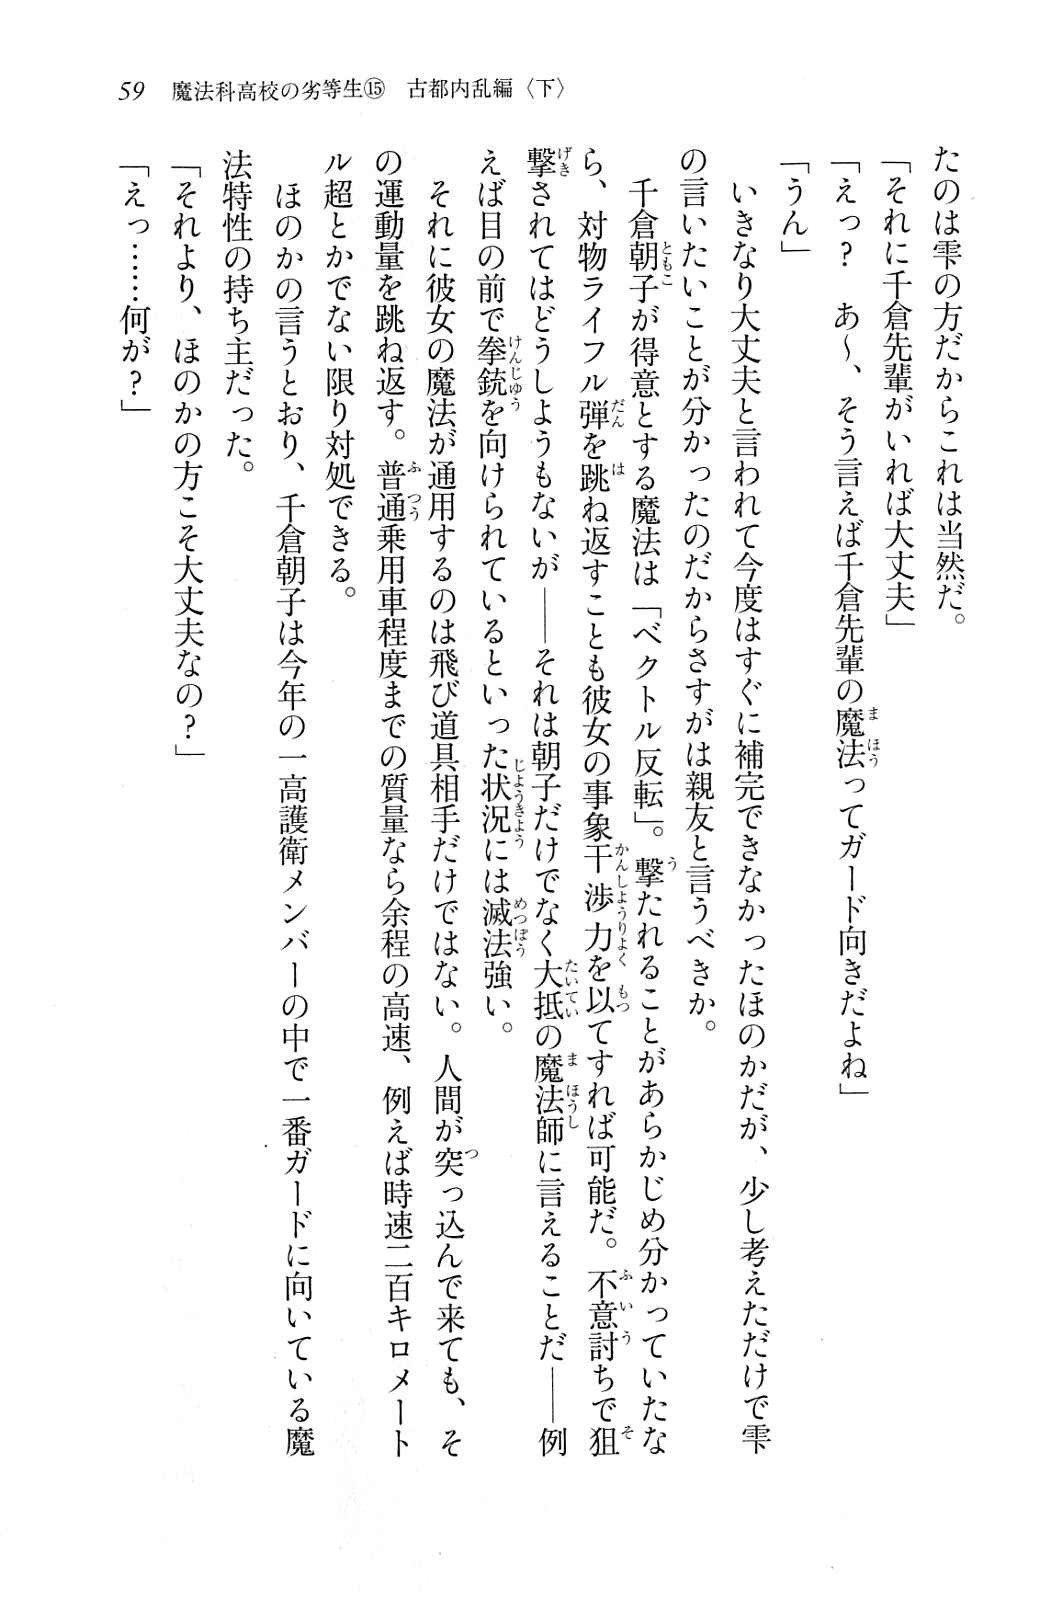 59　魔法科高校の劣等生⑮　古都内乱編〈下〉
たのは雫の方だからこれは当然だ。
「それに千倉先輩がいれば大丈夫」
「えっ？　あ～、そう言えば千倉先輩の魔法ってガード向きだよね」
「うん」
いきなり大丈夫と言われて今度はすぐに補完できなかったほのかだが、少し考えただけで雫
の言いたいことが分かったのだからさすがは親友と言うべきか。
千倉朝子が得意とする魔法は「ベクトル反転」。撃たれることがあらかじめ分かっていたな
ら、対物ライフル弾を跳ね返すことも彼女の事象干渉力を以てすれば可能だ。不意討ちで狙
撃されてはどうしようもないが――それは朝子だけでなく大抵の魔法師に言えることだ――例
えば目の前で拳銃を向けられているといった状況には滅法強い。
それに彼女の魔法が通用するのは飛び道具相手だけではない。人間が突っ込んで来ても、そ
の運動量を跳ね返す。普通乗用車程度までの質量なら余程の高速、例えば時速二百キロメート
ル超とかでない限り対処できる。
ほのかの言うとおり、千倉朝子は今年の一高護衛メンバーの中で一番ガードに向いている魔
法特性の持ち主だった。
「それより、ほのかの方こそ大丈夫なの？」
「えっ……何が？」